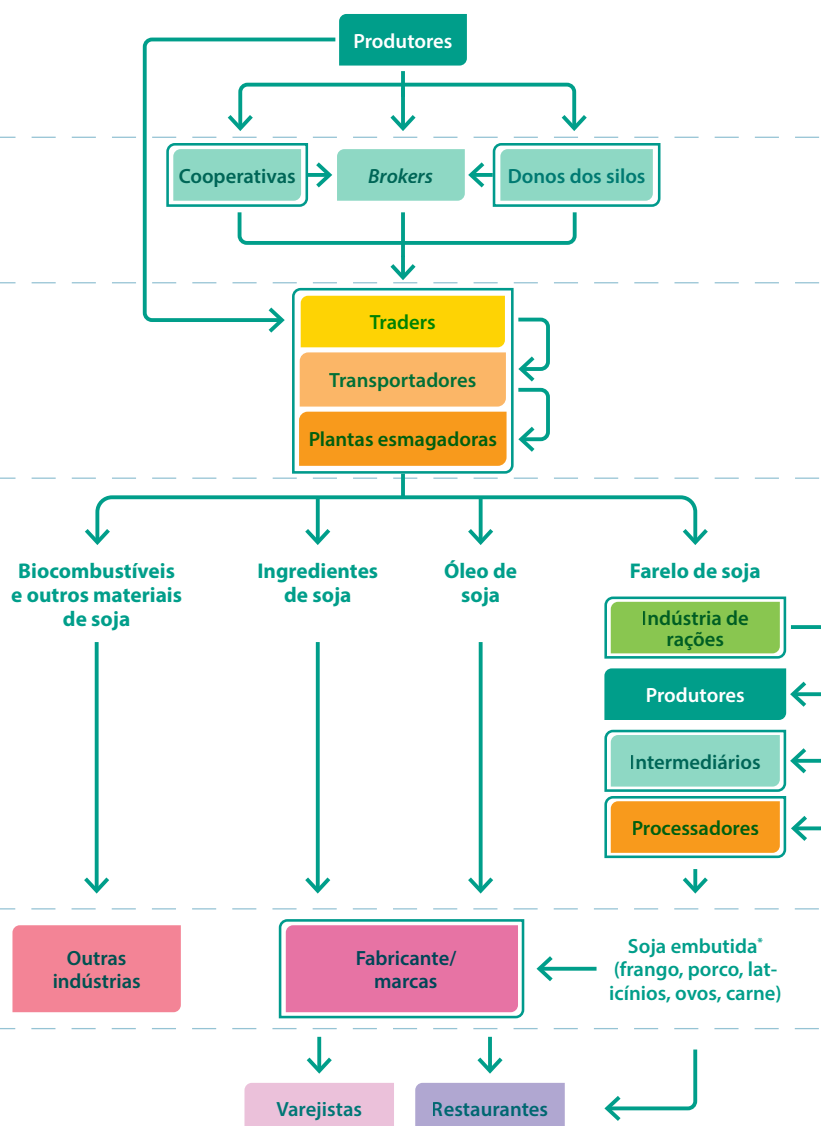 Produtores
Cooperativas
Brokers
Donos dos silos
Traders
Transportadores
Plantas esmagadoras
Biocombustíveis
e outros materiais
de soja
Ingredientes
de soja
Óleo de
soja
Farelo de soja
Indústria de
rações
Produtores
Intermediários
Processadores
Outras
indústrias
Fabricante/
marcas
Soja embutida*
(frango, porco, lat-
icínios, ovos, carne)
Varejistas
Restaurantes